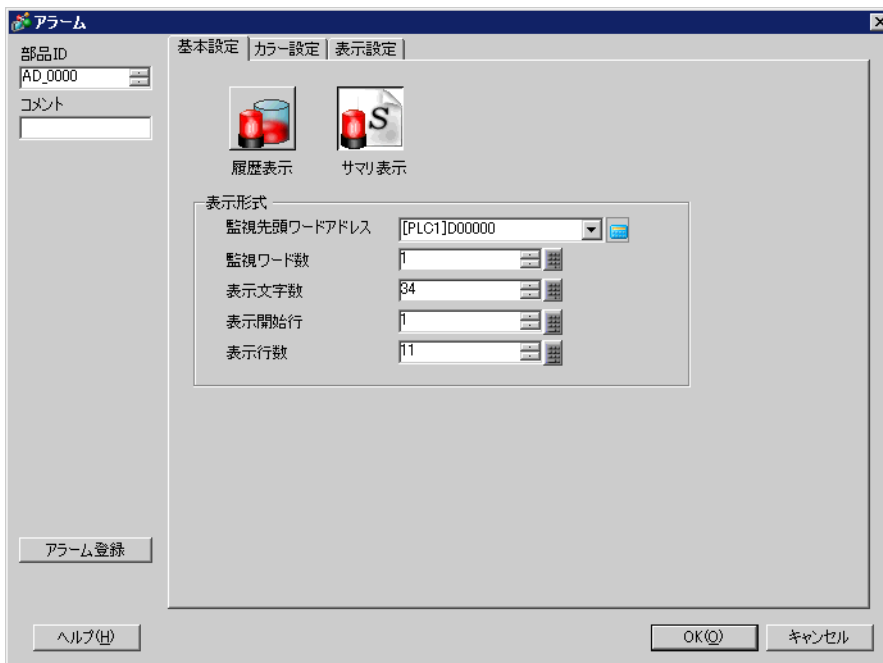 アラーム
部品ID
AD_0000
コメント
アラーム登録
ヘルプ(H)
基本設定
カラー設定
表示設定
S
履歴表示
サマリ表示
表示形式
監視先頭ワードアドレス [PLC1]D00000
監視ワード数 1
表示文字数 34
表示開始行 1
表示行数 11
OK(O)
キャンセル